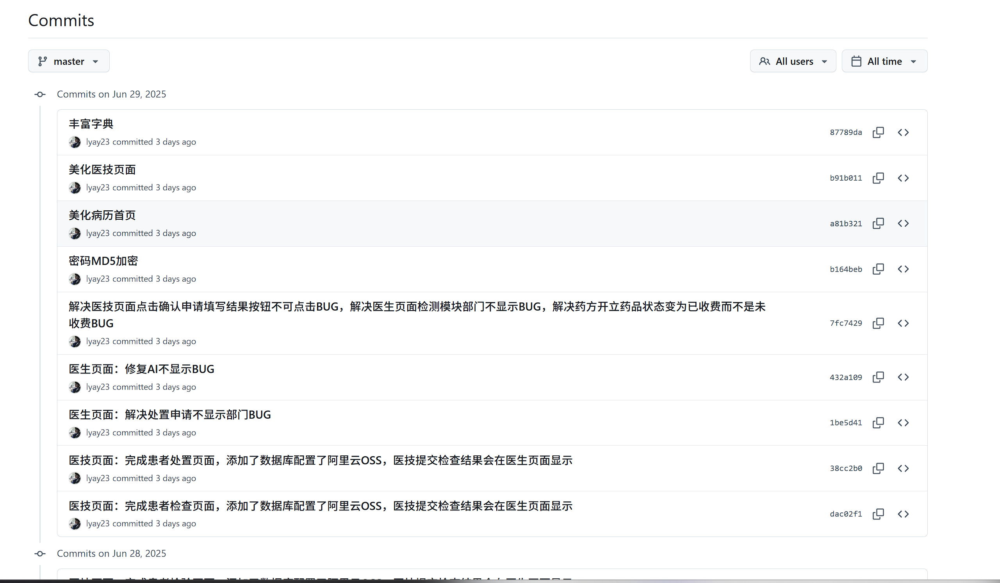 Commits
master
All users
All time
Commits on Jun 29, 2025
丰富字典
lyay23 committed 3 days ago
87789da
美化医技页面
lyay23 committed 3 days ago
b91b011
美化病历首页
lyay23 committed 3 days ago
a81b321
密码MD5加密
lyay23 committed 3 days ago
b164beb
解决医技页面点击确认申请填写结果按钮不可点击BUG，解决医生页面检测模块部门不显示BUG，解决药方开立药品状态变为已收费而不是未
收费BUG
lyay23 committed 3 days ago
7fc7429
医生页面：修复AI不显示BUG
lyay23 committed 3 days ago
432a109
医生页面：解决处置申请不显示部门BUG
lyay23 committed 3 days ago
1be5d41
医技页面：完成患者处置页面，添加了数据库配置了阿里云OSS，医技提交检查结果会在医生页面显示
lyay23 committed 3 days ago
38cc2b0
医技页面：完成患者检查页面，添加了数据库配置了阿里云OSS，医技提交检查结果会在医生页面显示
lyay23 committed 3 days ago
dac02f1
Commits on Jun 28, 2025